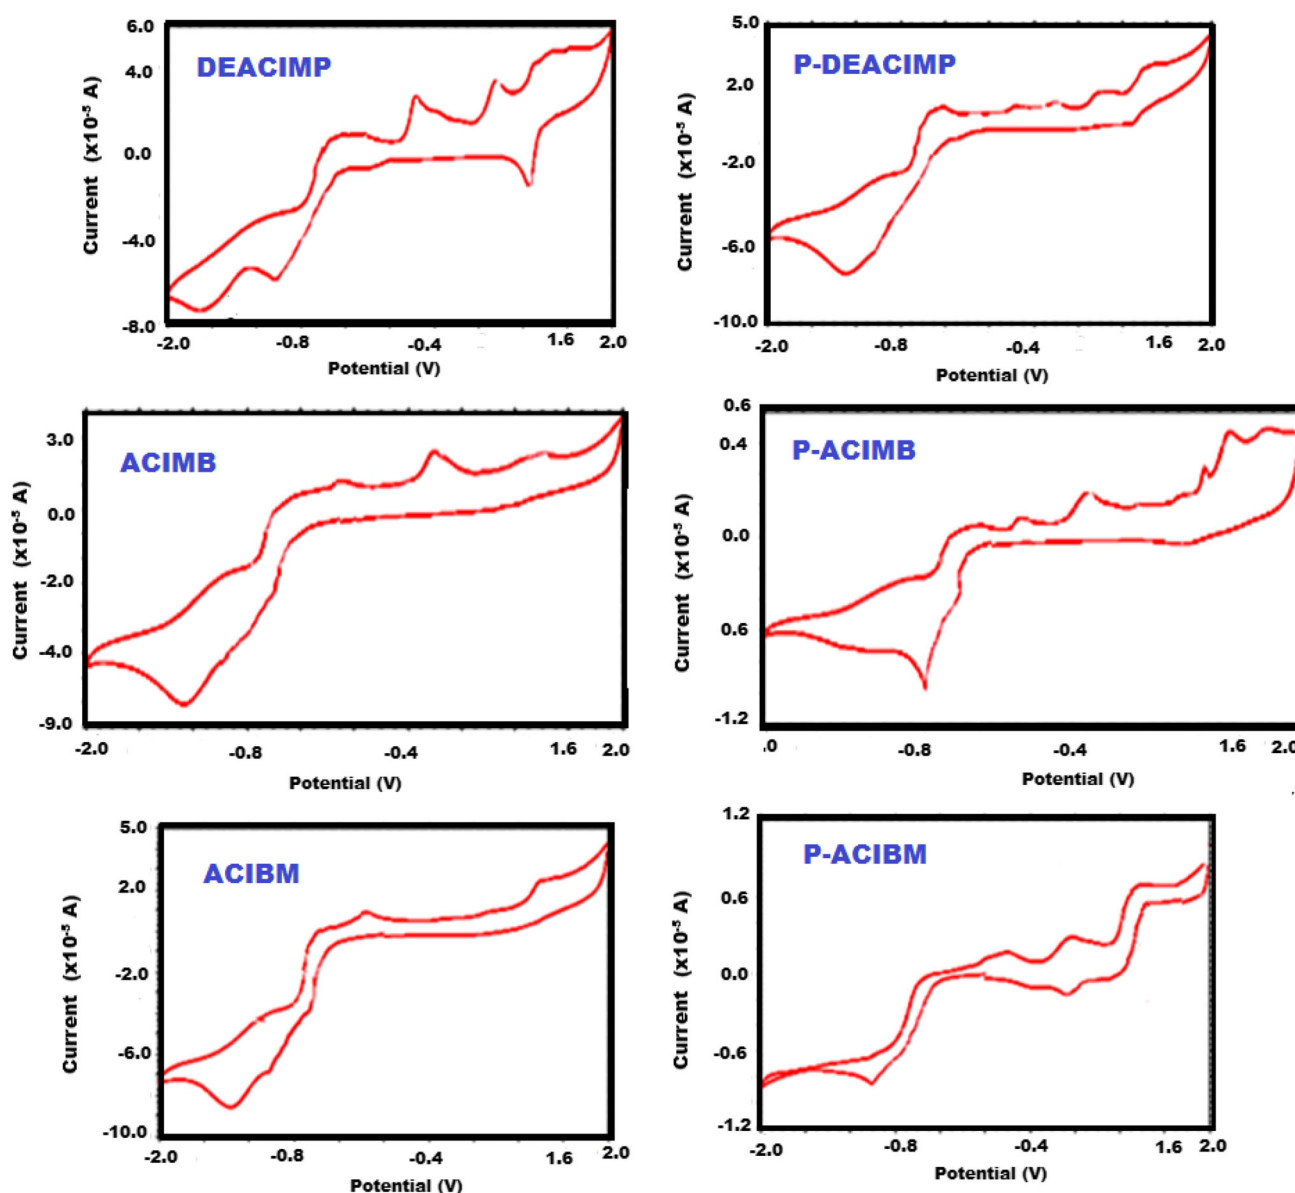 DEACIMP
6.0
4.0
0.0
-4.0
-8.0
Current (x10⁻⁵ A)
-2.0 -0.8 -0.4 1.6 2.0
Potential (V)
P-DEACIMP
5.0
2.0
-2.0
-6.0
-10.0
Current (x10⁻⁵ A)
-2.0 -0.8 -0.4 1.6 2.0
Potential (V)
ACIMB
3.0
0.0
-2.0
-4.0
-9.0
Current (x10⁻⁵ A)
-2.0 -0.8 -0.4 1.6 2.0
Potential (V)
P-ACIMB
0.6
0.4
0.0
0.6
-1.2
Current (x10⁻⁵ A)
.0 -0.8 -0.4 1.6 2.0
Potential (V)
ACIBM
5.0
2.0
-2.0
-6.0
-10.0
Current (x10⁻⁵ A)
-2.0 -0.8 -0.4 1.6 2.0
Potential (V)
P-ACIBM
1.2
0.6
0.0
-0.6
-1.2
Current (x10⁻⁵ A)
-2.0 -0.8 -0.4 1.6 2.0
Potential (V)